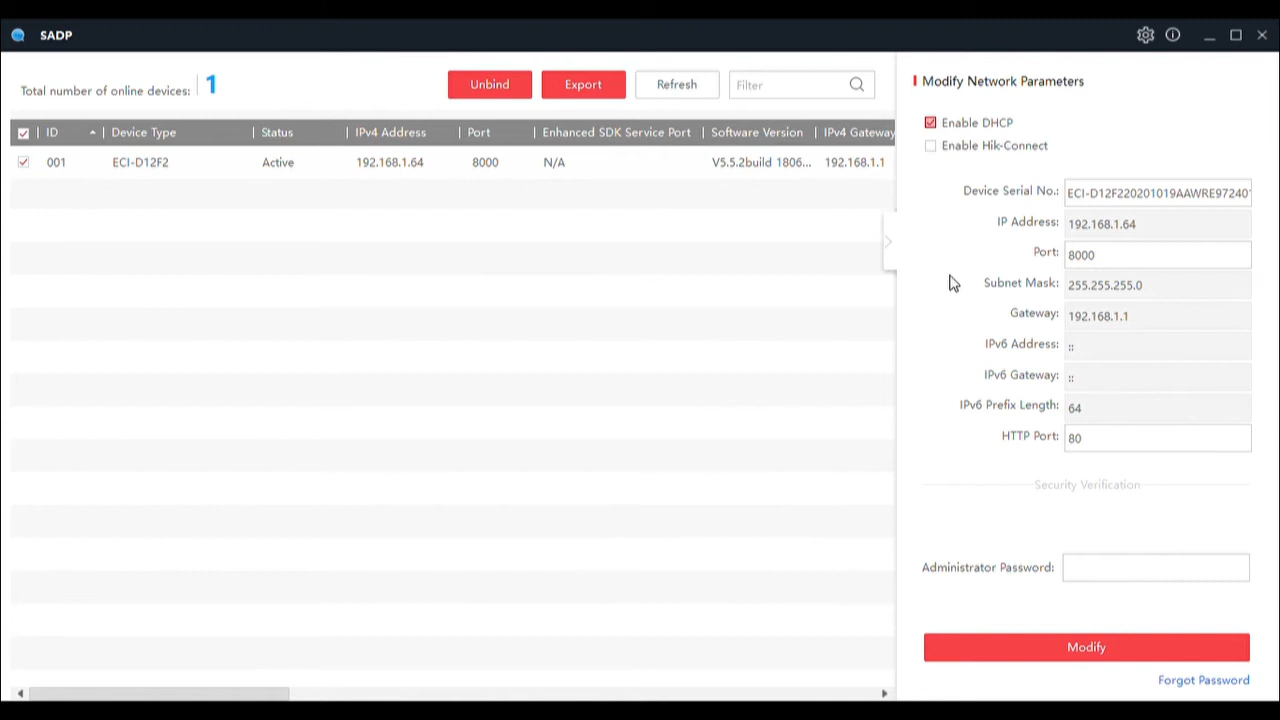 SADP
Total number of online devices: 1
Unbind
Export
Refresh
Filter
ID Device Type Status IPv4 Address Port Enhanced SDK Service Port Software Version IPv4 Gateway
001 ECI-D12F2 Active 192.168.1.64 8000 N/A V5.5.2build 1806... 192.168.1.1
Modify Network Parameters
Enable DHCP
Enable Hik-Connect
Device Serial No.: ECI-D12F220201019AAWRE97240
IP Address: 192.168.1.64
Port: 8000
Subnet Mask: 255.255.255.0
Gateway: 192.168.1.1
IPv6 Address: ::
IPv6 Gateway: ::
IPv6 Prefix Length: 64
HTTP Port: 80
Security Verification
Administrator Password:
Modify
Forgot Password